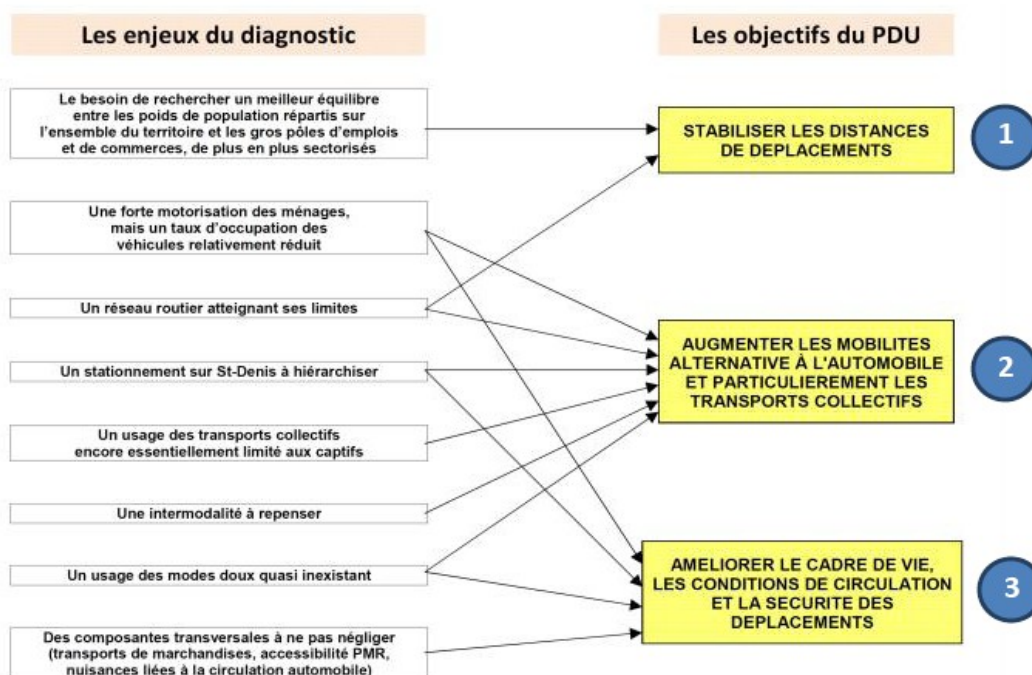 Les enjeux du diagnostic
Les objectifs du PDU
Le besoin de rechercher un meilleur équilibre
entre les poids de population répartis sur
l'ensemble du territoire et les gros pôles d'emplois
et de commerces, de plus en plus sectorisés
STABILISER LES DISTANCES
DE DEPLACEMENTS
1
Une forte motorisation des ménages,
mais un taux d'occupation des
véhicules relativement réduit
Un réseau routier atteignant ses limites
Un stationnement sur St-Denis à hiérarchiser
AUGMENTER LES MOBILITES
ALTERNATIVE À L'AUTOMOBILE
ET PARTICULIEREMENT LES
TRANSPORTS COLLECTIFS
2
Un usage des transports collectifs
encore essentiellement limité aux captifs
Une intermodalité à repenser
Un usage des modes doux quasi inexistant
AMELIORER LE CADRE DE VIE,
LES CONDITIONS DE CIRCULATION
ET LA SECURITE DES
DEPLACEMENTS
3
Des composantes transversales à ne pas négliger
(transports de marchandises, accessibilité PMR,
nuisances liées à la circulation automobile)